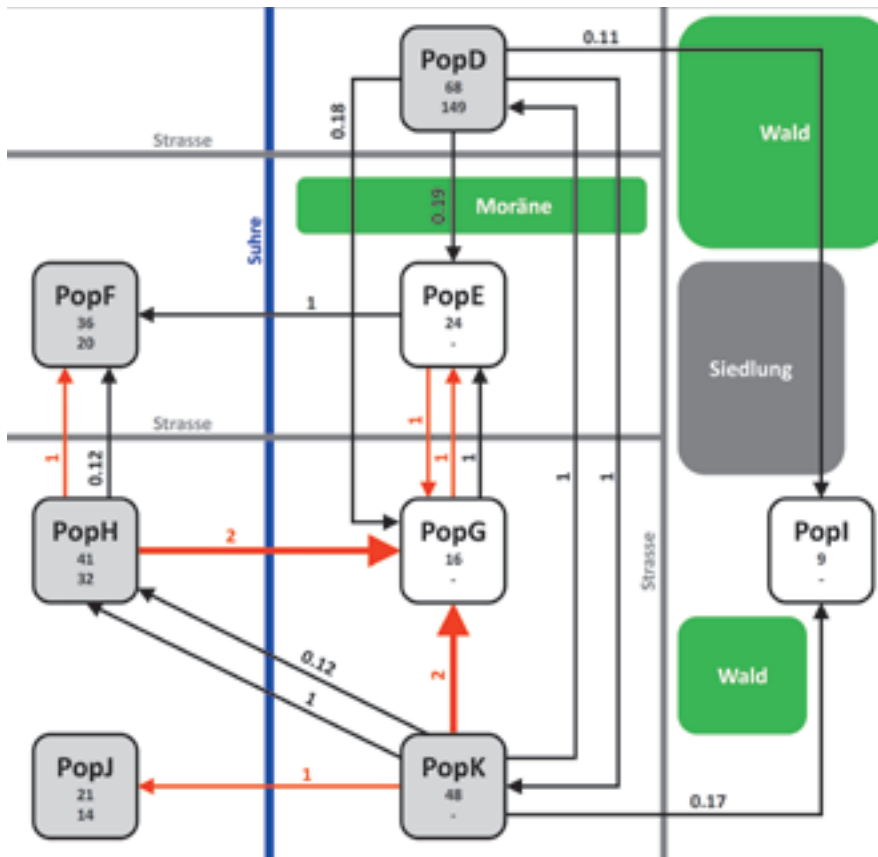 0.11
PopD
68
149
0.18
Wald
Strasse
0.19
Moräne
Suhre
PopF
36
20
1
PopE
24
-
Siedlung
Strasse
1
0.12
1
1
1
1
1
PopH
41
32
2
PopG
16
-
Strasse
PopI
9
-
0.12
1
2
Wald
PopJ
21
14
1
PopK
48
-
0.17